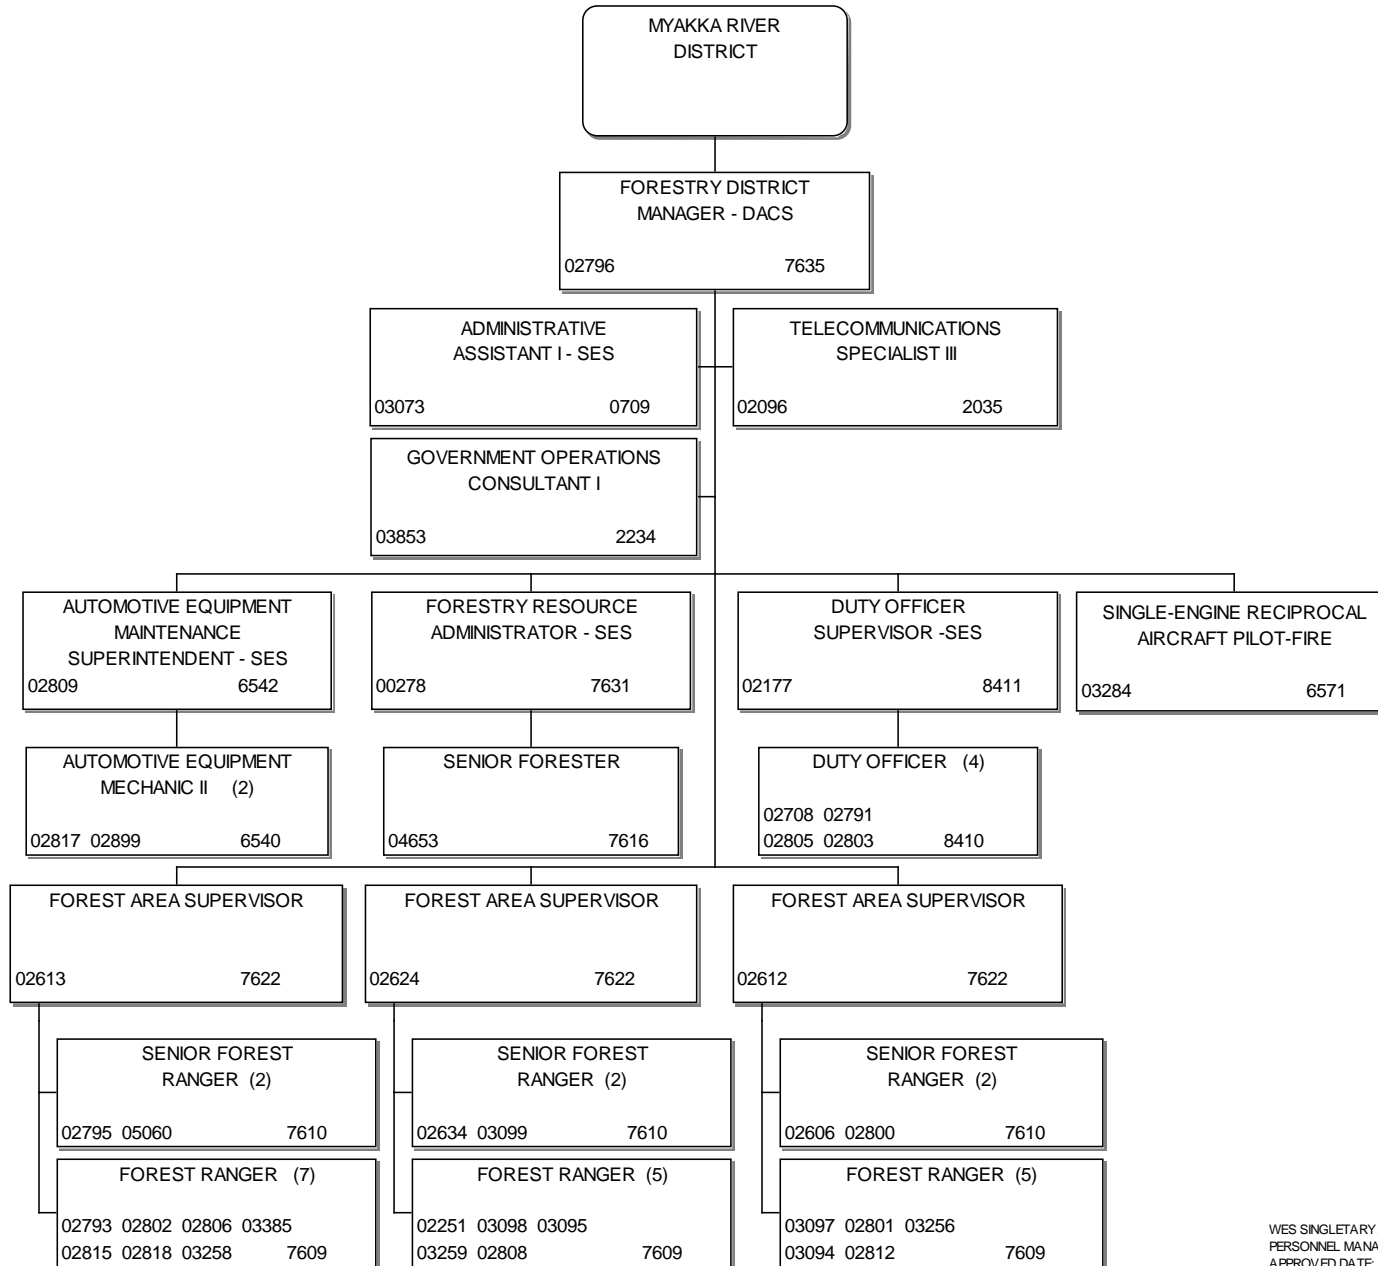 MYAKKA RIVER
DISTRICT
FORESTRY DISTRICT
MANAGER - DACS
02796 7635
ADMINISTRATIVE
ASSISTANT I - SES
03073 0709
TELECOMMUNICATIONS
SPECIALIST III
02096 2035
GOVERNMENT OPERATIONS
CONSULTANT I
03853 2234
AUTOMOTIVE EQUIPMENT
MAINTENANCE
SUPERINTENDENT - SES
02809 6542
FORESTRY RESOURCE
ADMINISTRATOR - SES
00278 7631
DUTY OFFICER
SUPERVISOR -SES
02177 8411
SINGLE-ENGINE RECIPROCAL
AIRCRAFT PILOT-FIRE
03284 6571
AUTOMOTIVE EQUIPMENT
MECHANIC II (2)
02817 02899 6540
SENIOR FORESTER
04653 7616
DUTY OFFICER (4)
02708 02791
02805 02803 8410
FOREST AREA SUPERVISOR
02613 7622
FOREST AREA SUPERVISOR
02624 7622
FOREST AREA SUPERVISOR
02612 7622
SENIOR FOREST
RANGER (2)
02795 05060 7610
SENIOR FOREST
RANGER (2)
02634 03099 7610
SENIOR FOREST
RANGER (2)
02606 02800 7610
FOREST RANGER (7)
02793 02802 02806 03385
02815 02818 03258 7609
FOREST RANGER (5)
02251 03098 03095
03259 02808 7609
FOREST RANGER (5)
03097 02801 03256
03094 02812 7609
WES SINGLETARY
PERSONNEL MANA
APPROVED DATE: